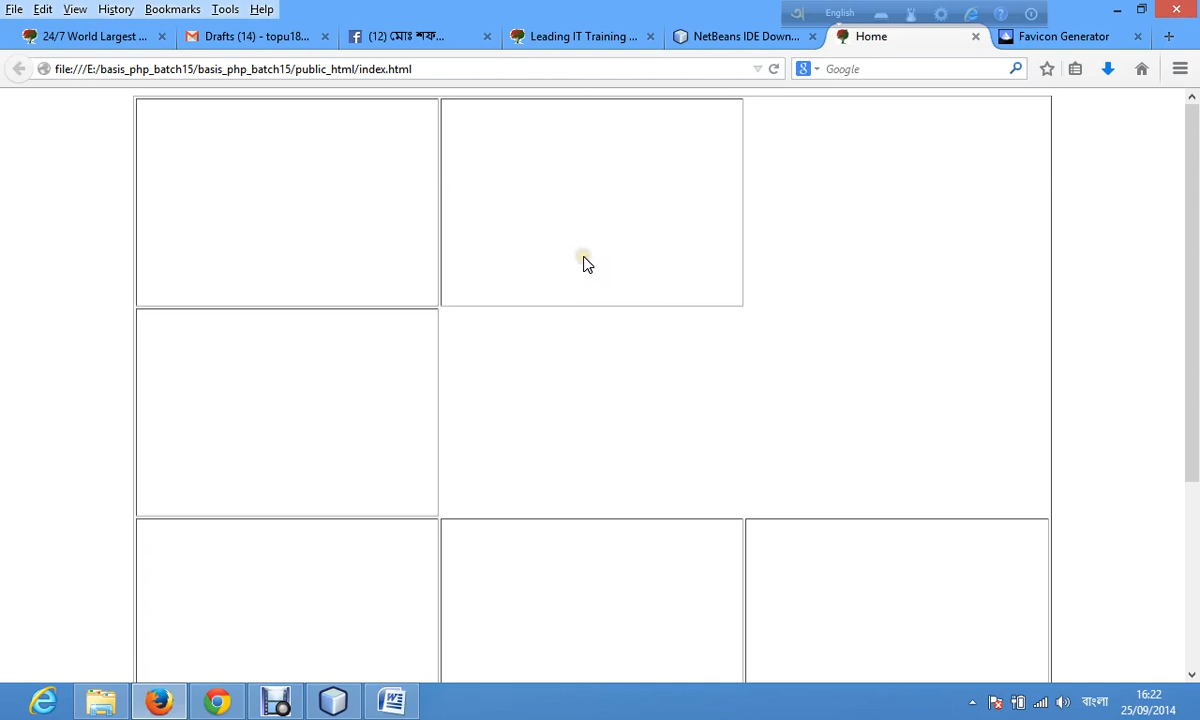 File Edit View History Bookmarks Tools Help
অ English
24/7 World Largest ... Drafts (14) - topu18... (12) মোঃ শফ... Leading IT Training ... NetBeans IDE Down... Home Favicon Generator
file:///E:/basis_php_batch15/basis_php_batch15/public_html/index.html Google
বাংলা 16:22
25/09/2014